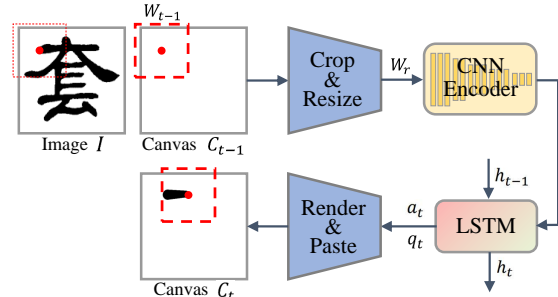 W_{t-1}
套
Image I
Canvas C_{t-1}
Crop & Resize
W_r
CNN Encoder
h_{t-1}
LSTM
h_t
a_t
q_t
Render & Paste
Canvas C_t